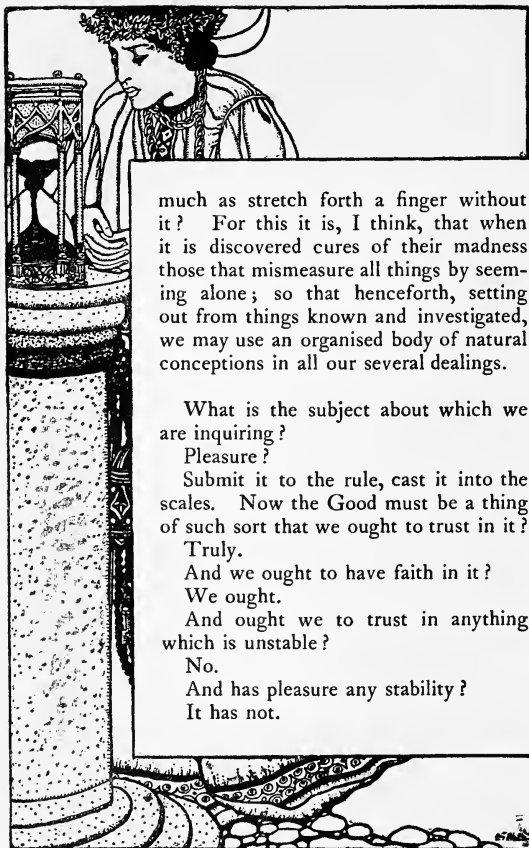 much as stretch forth a finger without
it ? For this it is, I think, that when
it is discovered cures of their madness
those that mismeasure all things by seem-
ing alone ; so that henceforth, setting
out from things known and investigated,
we may use an organised body of natural
conceptions in all our several dealings.
What is the subject about which we
are inquiring ?
Pleasure ?
Submit it to the rule, cast it into the
scales. Now the Good must be a thing
of such sort that we ought to trust in it ?
Truly.
And we ought to have faith in it ?
We ought.
And ought we to trust in anything
which is unstable ?
No.
And has pleasure any stability ?
It has not.